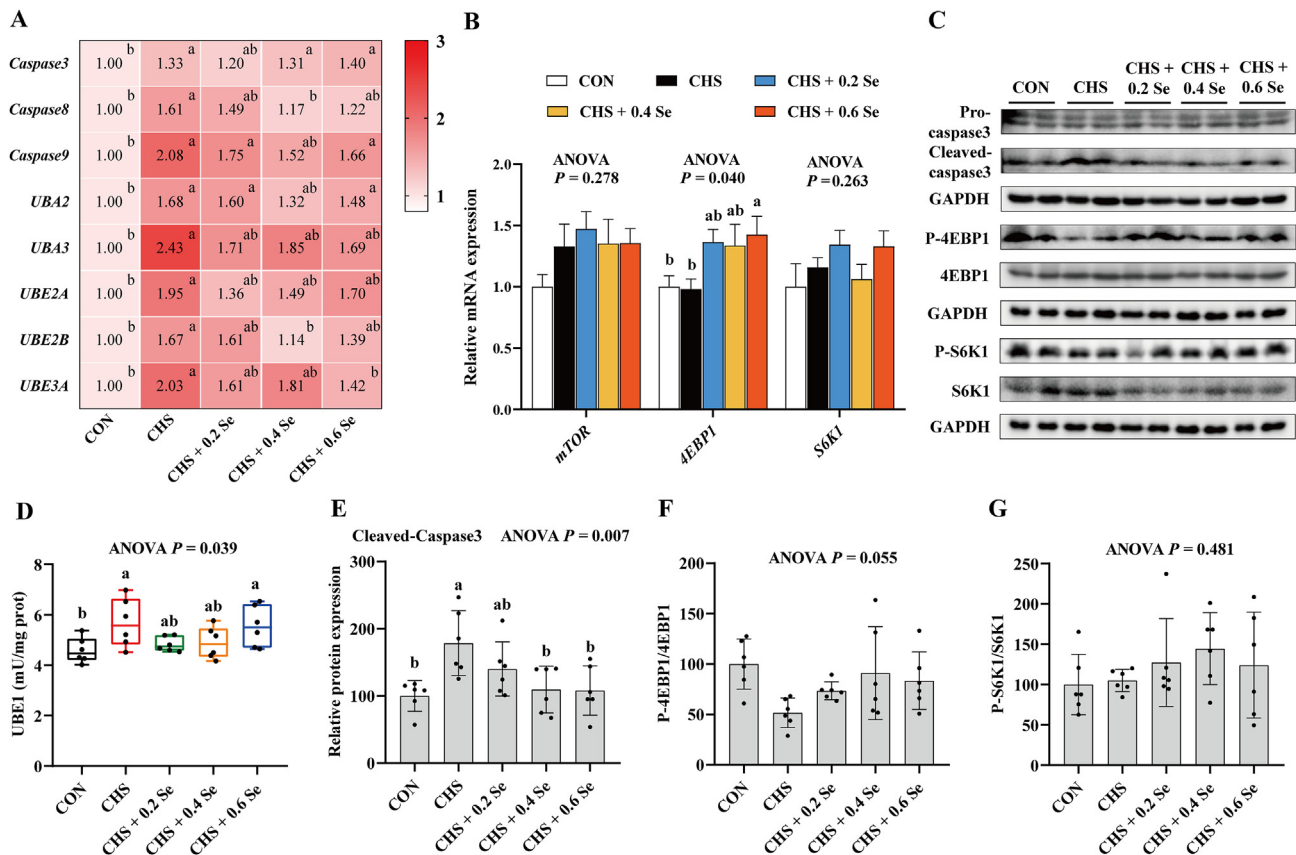 A
Caspase3 1.00 b 1.33 a 1.20 ab 1.31 a 1.40 a
Caspase8 1.00 b 1.61 a 1.49 ab 1.17 b 1.22 ab
Caspase9 1.00 b 2.08 a 1.75 a 1.52 ab 1.66 a
UBA2 1.00 b 1.68 a 1.60 a 1.32 ab 1.48 a
UBA3 1.00 b 2.43 a 1.71 ab 1.85 ab 1.69 ab
UBE2A 1.00 b 1.95 a 1.36 ab 1.49 ab 1.70 a
UBE2B 1.00 b 1.67 a 1.61 ab 1.14 b 1.39 ab
UBE3A 1.00 b 2.03 a 1.61 ab 1.81 ab 1.42 b
CON CHS CHS + 0.2 Se CHS + 0.4 Se CHS + 0.6 Se
3
2
1
B
CON CHS CHS + 0.2 Se
CHS + 0.4 Se CHS + 0.6 Se
Relative mRNA expression
2.0
1.5
1.0
0.5
0.0
ANOVA ANOVA ANOVA
P = 0.278 P = 0.040 P = 0.263
b b ab ab a
mTOR 4EBP1 S6K1
C
CHS + CHS + CHS +
CON CHS 0.2 Se 0.4 Se 0.6 Se
Pro-
caspase3
Cleaved-
caspase3
GAPDH
P-4EBP1
4EBP1
GAPDH
P-S6K1
S6K1
GAPDH
D
ANOVA P = 0.039
UBE1 (mU/mg prot)
8
6
4
2
0
b a ab ab a
CON CHS CHS + 0.2 Se CHS + 0.4 Se CHS + 0.6 Se
E
Cleaved-Caspase3 ANOVA P = 0.007
Relative protein expression
300
200
100
0
b a ab b b
CON CHS CHS + 0.2 Se CHS + 0.4 Se CHS + 0.6 Se
F
ANOVA P = 0.055
P-4EBP1/4EBP1
200
150
100
50
0
CON CHS CHS + 0.2 Se CHS + 0.4 Se CHS + 0.6 Se
G
ANOVA P = 0.481
P-S6K1/S6K1
250
200
150
100
50
0
CON CHS CHS + 0.2 Se CHS + 0.4 Se CHS + 0.6 Se